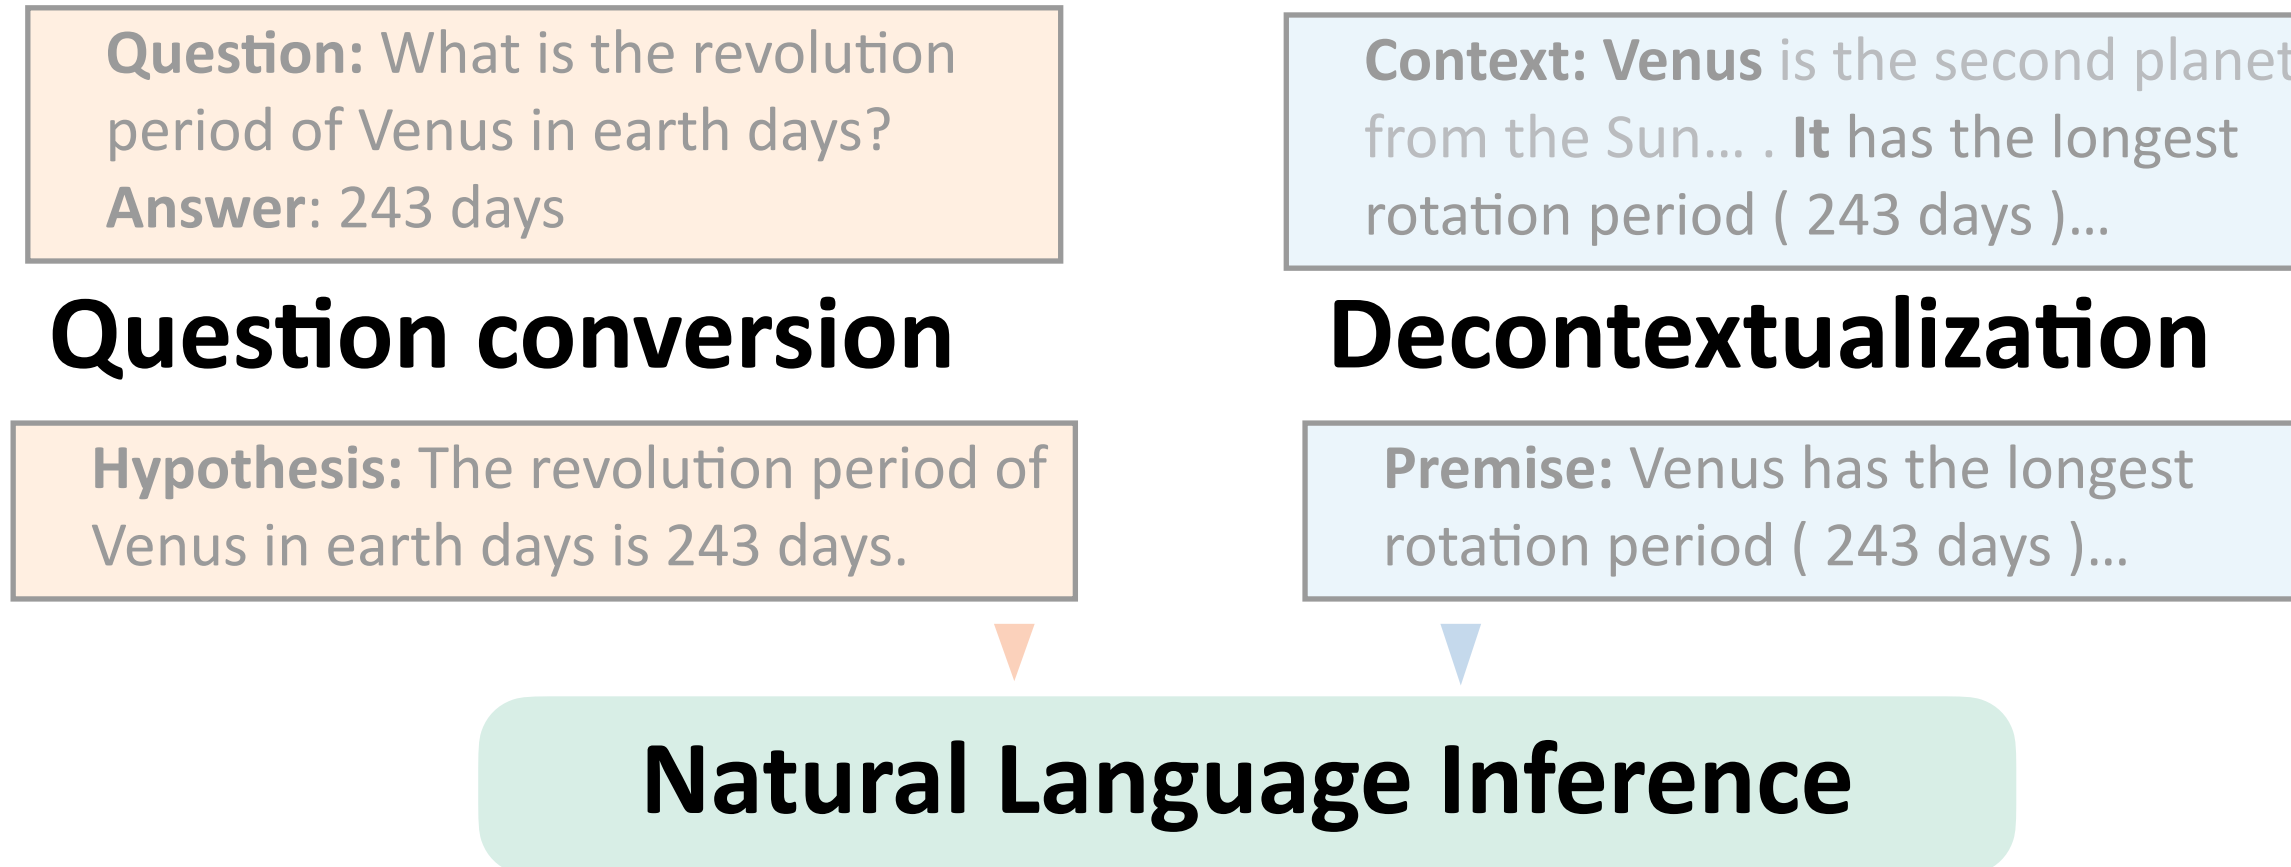 Question: What is the revolution
period of Venus in earth days?
Answer: 243 days
Context: Venus is the second planet
from the Sun... . It has the longest
rotation period ( 243 days )...
Question conversion
Decontextualization
Hypothesis: The revolution period of
Venus in earth days is 243 days.
Premise: Venus has the longest
rotation period ( 243 days )...
Natural Language Inference